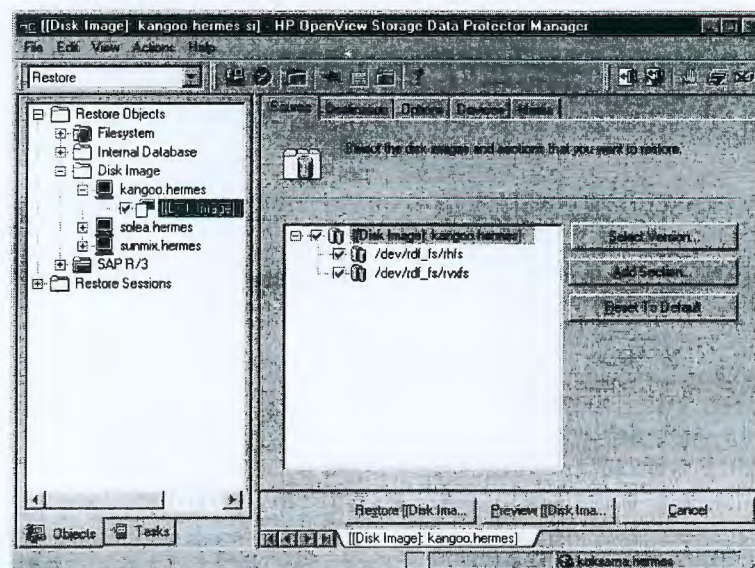 [[Disk Image]: kangoo.hermes si] - HP OpenView Storage Data Protector Manager
File Edit View Actions Help
Restore
Restore Objects
Filesystem
Internal Database
Disk Image
kangoo.hermes
solea.hermes
sunmix.hermes
SAP R/3
Restore Sessions
Objects Tasks
Source Destination Options Devices Media
Select the disk images and sections that you want to restore.
[[Disk Image]: kangoo.hermes]
/dev/rdf_fs/rhfs
/dev/rdf_fs/rvxfs
Select Version...
Add Section...
Reset To Default
Restore [[Disk Ima... Preview [[Disk Ima... Cancel
[[Disk Image]: kangoo.hermes]
koksama.hermes